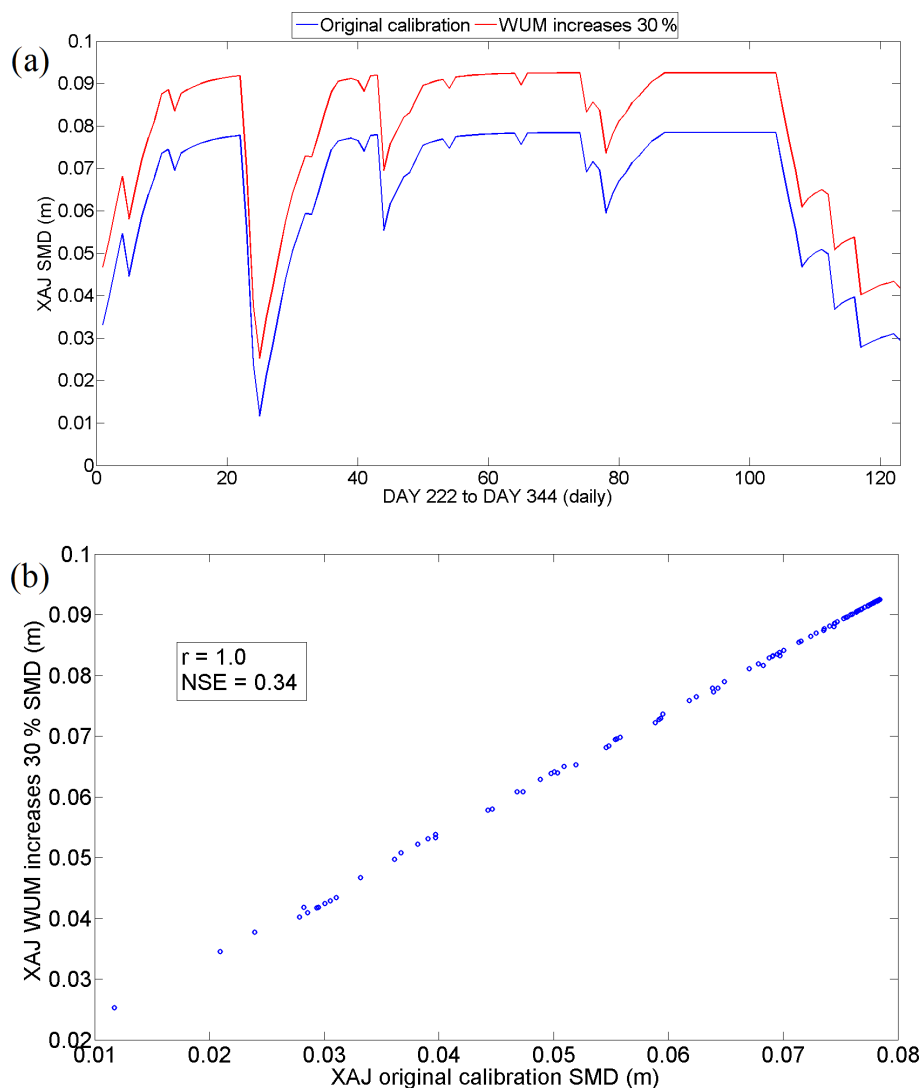 Original calibration WUM increases 30 %
(a)
0.1
0.09
0.08
0.07
0.06
0.05
0.04
0.03
0.02
0.01
0
XAJ SMD (m)
0 20 40 60 80 100 120
DAY 222 to DAY 344 (daily)
(b)
0.1
0.09
0.08
0.07
0.06
0.05
0.04
0.03
0.02
XAJ WUM increases 30 % SMD (m)
r = 1.0
NSE = 0.34
0.01 0.02 0.03 0.04 0.05 0.06 0.07 0.08
XAJ original calibration SMD (m)